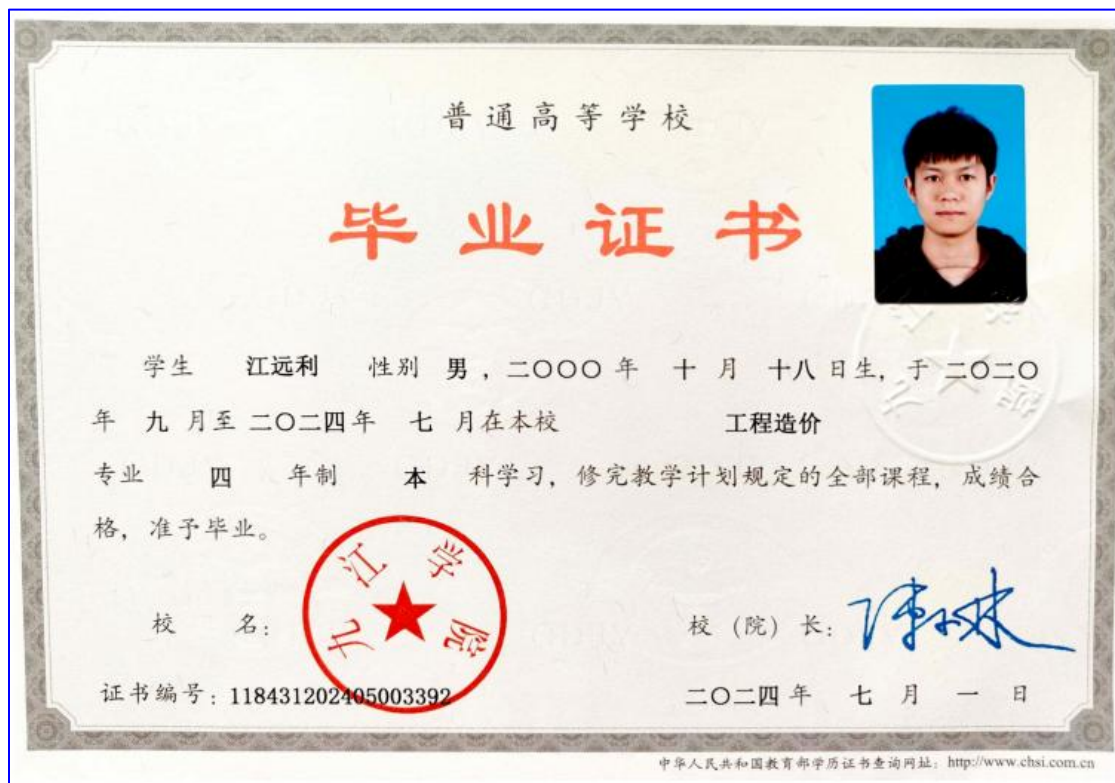 普通高等学校
毕业证书
学生 江远利 性别 男，二〇〇〇年 十 月 十八 日生，于 二〇二〇
年 九 月至 二〇二四年 七 月在本校 工程造价
专业 四 年制 本 科学习，修完教学计划规定的全部课程，成绩合
格，准予毕业。
九江学院
校 名：
校（院）长：
证书编号：118431202405003392
二〇二四年 七 月 一 日
中华人民共和国教育部学历证书查询网址：http://www.chsi.com.cn